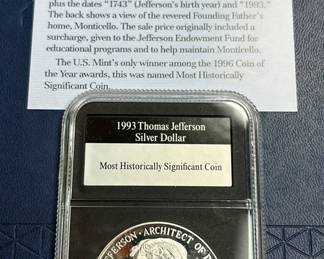 plus the dates “1743” (Jefferson's birth year) and “1993.”
The back shows a view of the revered Founding Father's
home, Monticello. The sale price originally included a
surcharge, given to the Jefferson Endowment Fund for
educational programs and to help maintain Monticello.
The U.S. Mint's only winner among the 1996 Coin of
the Year awards, this was named Most Historically
Significant Coin.
1993 Thomas Jefferson
Silver Dollar
Most Historically Significant Coin
FFERSON · ARCHITECT OF